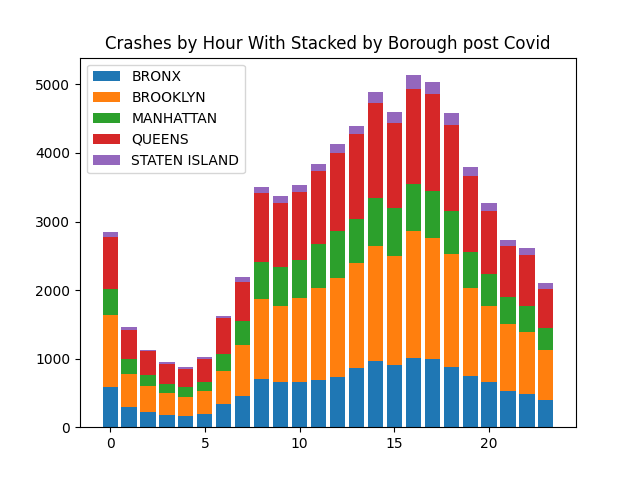 Crashes by Hour With Stacked by Borough post Covid
BRONX
BROOKLYN
MANHATTAN
QUEENS
STATEN ISLAND
5000
4000
3000
2000
1000
0
0 5 10 15 20